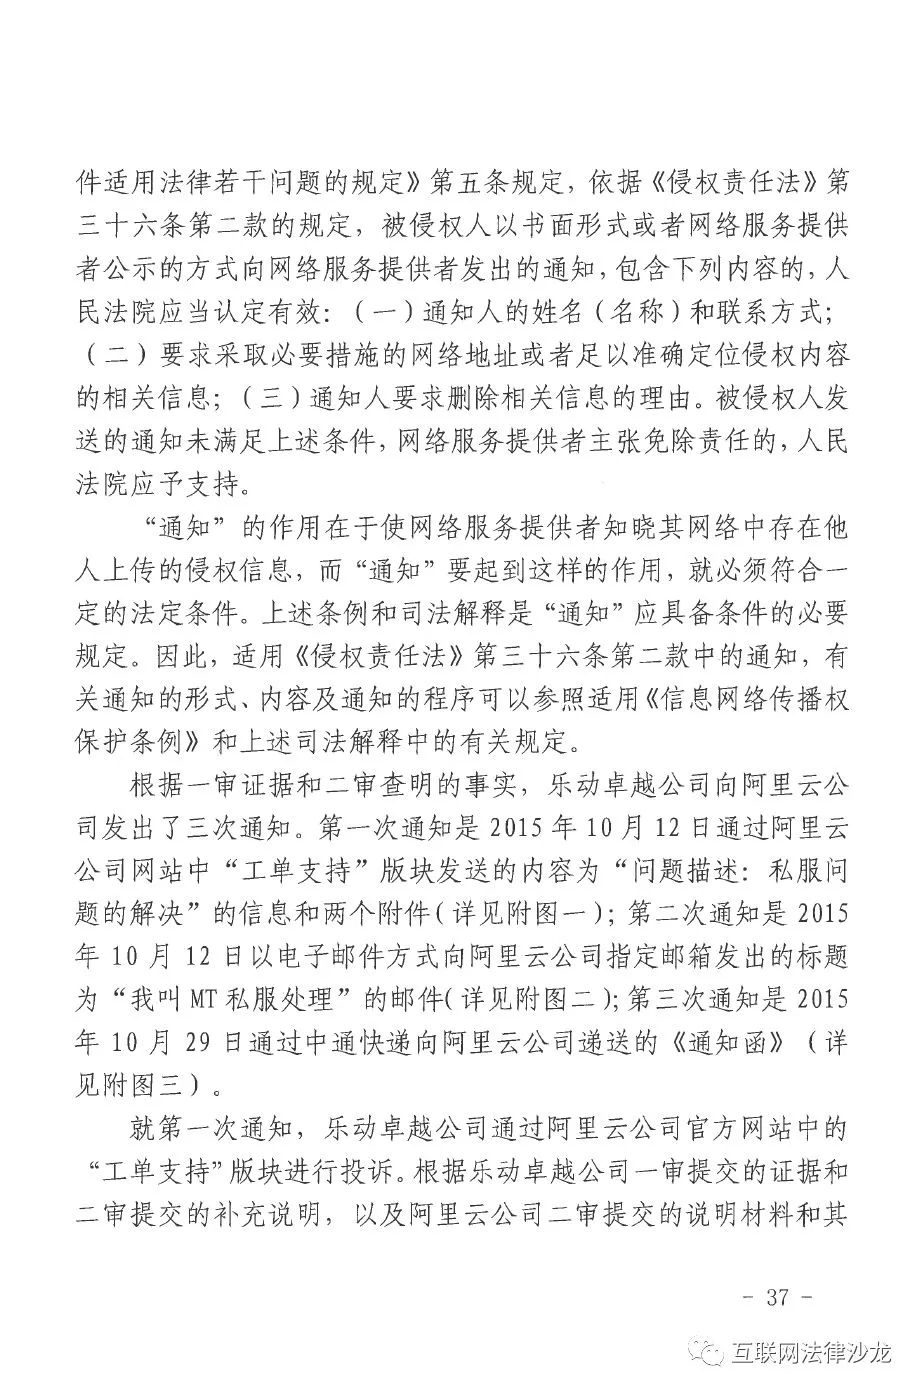 件适用法律若干问题的规定》第五条规定，依据《侵权责任法》第
三十六条第二款的规定，被侵权人以书面形式或者网络服务提供
者公示的方式向网络服务提供者发出的通知，包含下列内容的，人
民法院应当认定有效：（一）通知人的姓名（名称）和联系方式；
（二）要求采取必要措施的网络地址或者足以准确定位侵权内容
的相关信息；（三）通知人要求删除相关信息的理由。被侵权人发
送的通知未满足上述条件，网络服务提供者主张免除责任的，人民
法院应予支持。
“通知”的作用在于使网络服务提供者知晓其网络中存在他
人上传的侵权信息，而“通知”要起到这样的作用，就必须符合一
定的法定条件。上述条例和司法解释是“通知”应具备条件的必要
规定。因此，适用《侵权责任法》第三十六条第二款中的通知，有
关通知的形式、内容及通知的程序可以参照适用《信息网络传播权
保护条例》和上述司法解释中的有关规定。
根据一审证据和二审查明的事实，乐动卓越公司向阿里云公
司发出了三次通知。第一次通知是 2015 年 10 月 12 日通过阿里云
公司网站中“工单支持”版块发送的内容为“问题描述：私服问
题的解决”的信息和两个附件（详见附图一）；第二次通知是 2015
年 10 月 12 日以电子邮件方式向阿里云公司指定邮箱发出的标题
为“我叫 MT 私服处理”的邮件（详见附图二）；第三次通知是 2015
年 10 月 29 日通过中通快递向阿里云公司递送的《通知函》（详
见附图三）。
就第一次通知，乐动卓越公司通过阿里云公司官方网站中的
“工单支持”版块进行投诉。根据乐动卓越公司一审提交的证据和
二审提交的补充说明，以及阿里云公司二审提交的说明材料和其
- 37 -
互联网法律沙龙